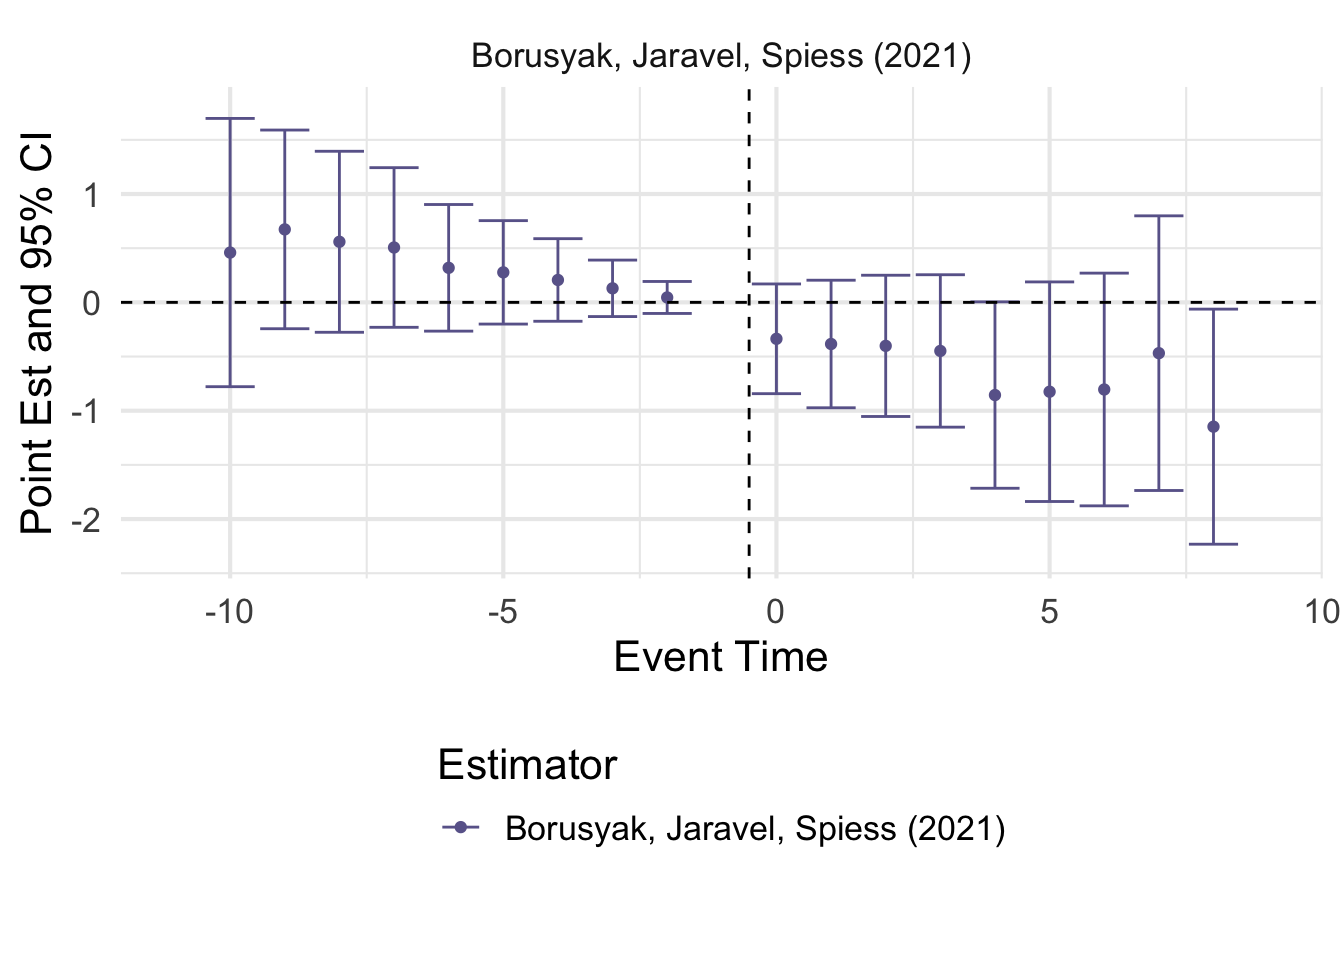 Borusyak, Jaravel, Spiess (2021)
Point Est and 95% CI
1
0
-1
-2
-10
-5
0
5
10
Event Time
Estimator
Borusyak, Jaravel, Spiess (2021)